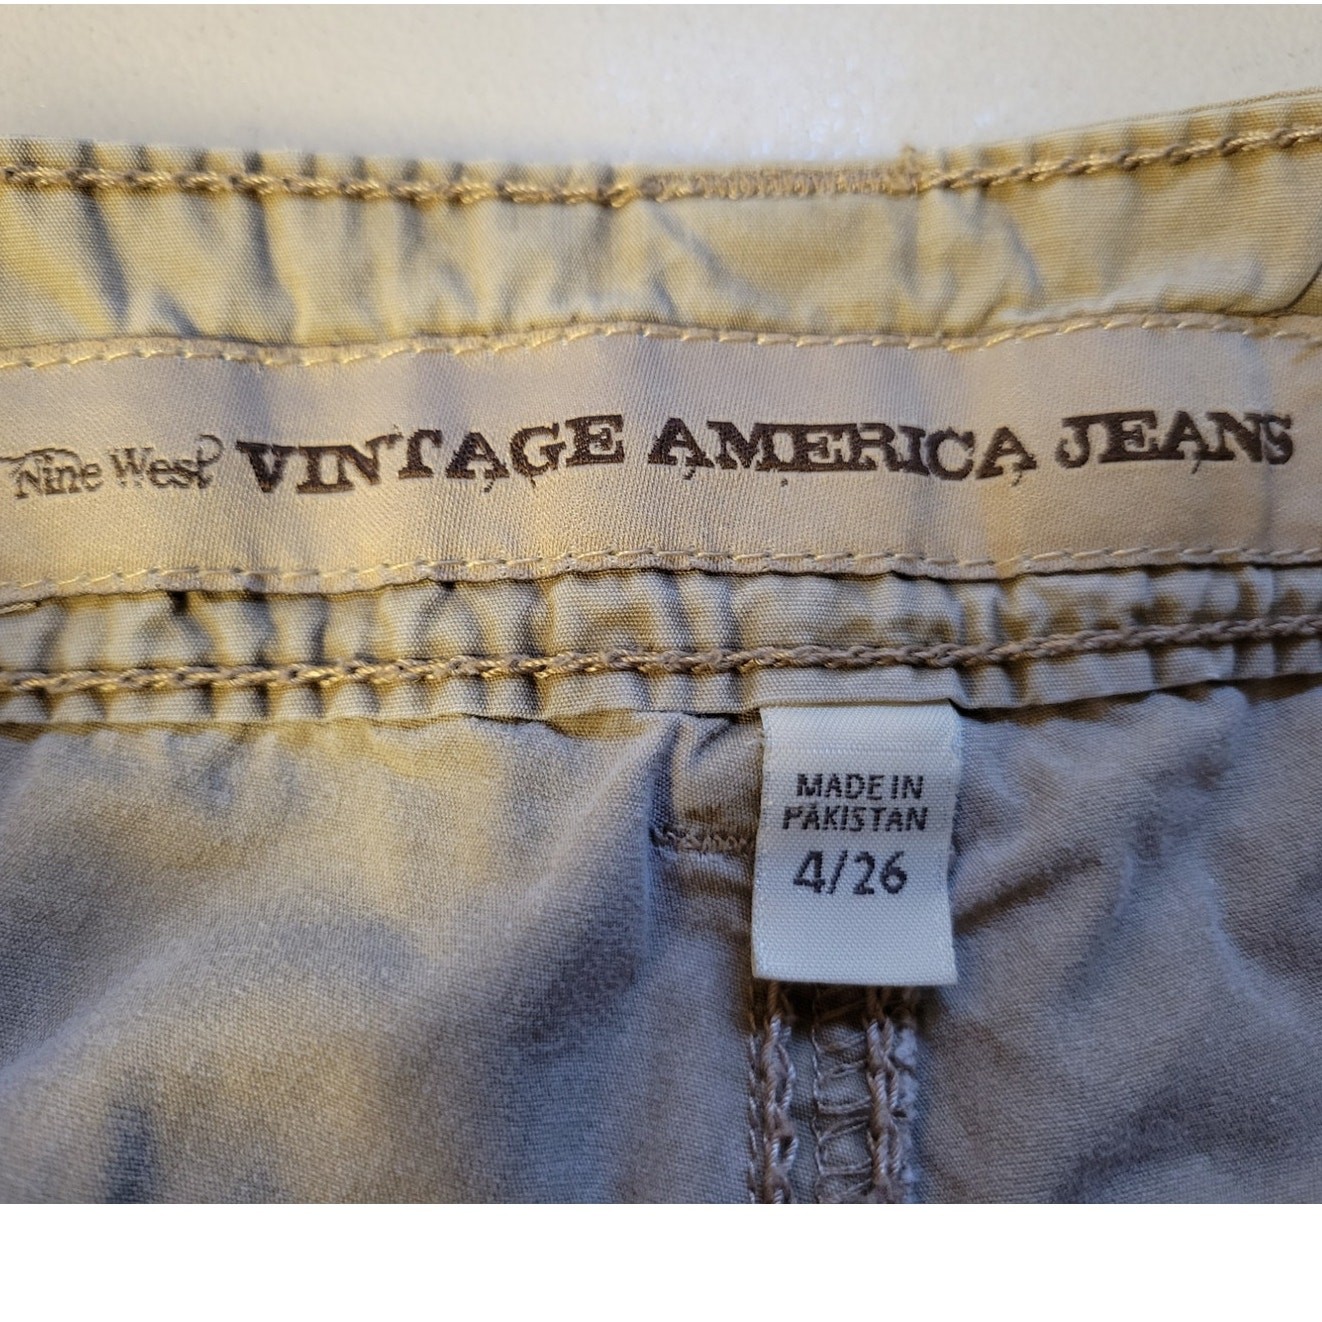 Nine West VINTAGE AMERICA JEANS
MADE IN
PAKISTAN
4/26